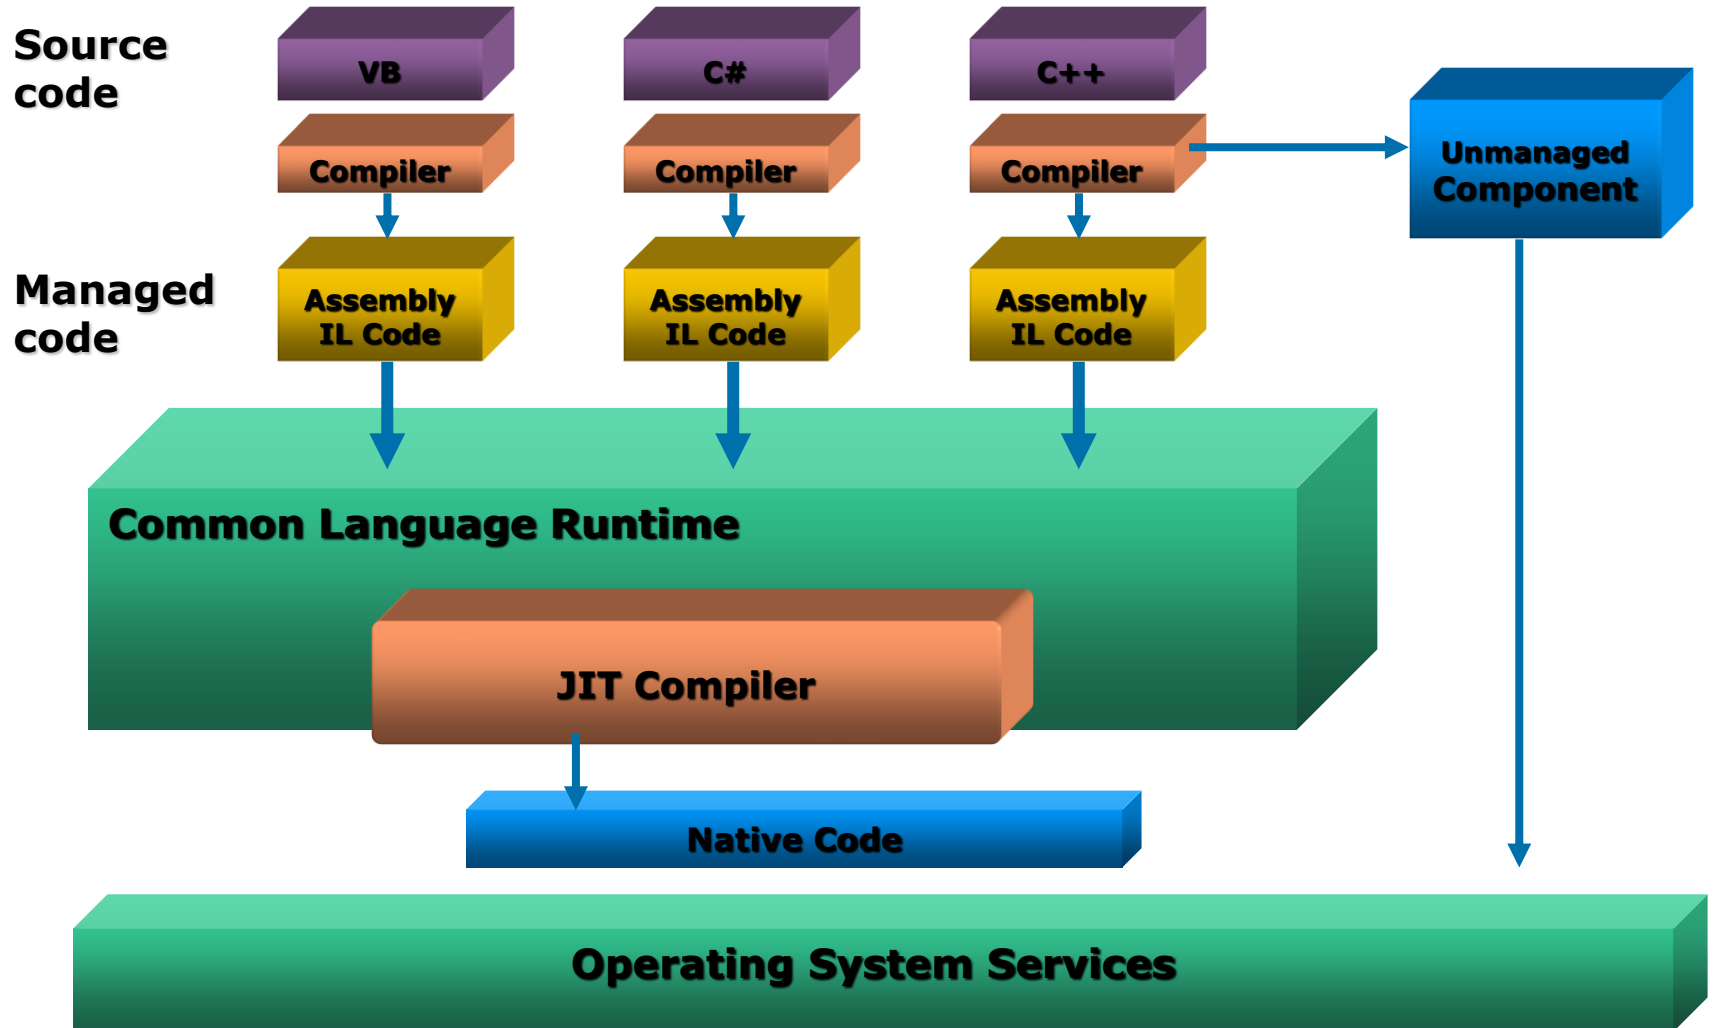 Source
code
VB
C#
C++
Compiler
Compiler
Compiler
Unmanaged
Component
Managed
code
Assembly
IL Code
Assembly
IL Code
Assembly
IL Code
Common Language Runtime
JIT Compiler
Native Code
Operating System Services